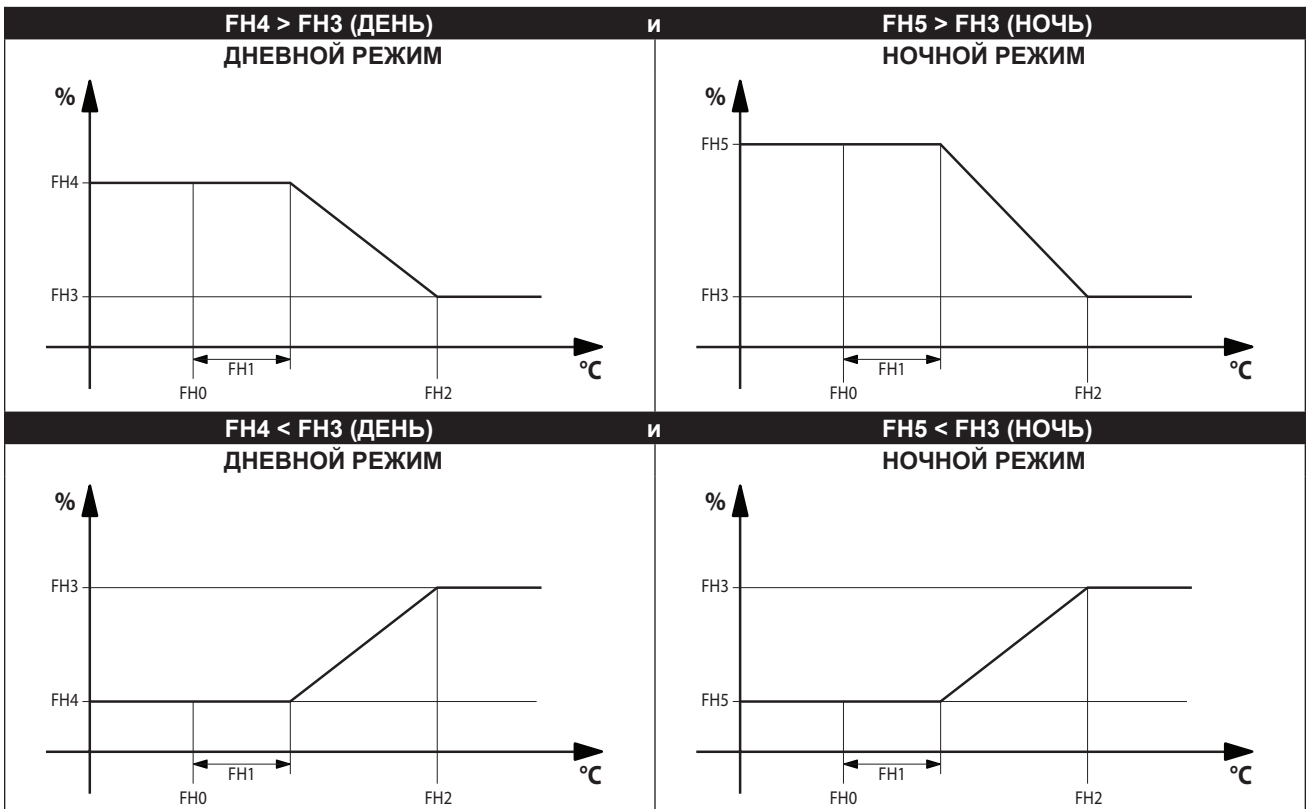 FH4 > FH3 (ДЕНЬ) и FH5 > FH3 (НОЧЬ)
ДНЕВНОЙ РЕЖИМ
%
FH4
FH3
FH1
°C
FH0
FH2
НОЧНОЙ РЕЖИМ
%
FH5
FH3
FH1
°C
FH0
FH2
FH4 < FH3 (ДЕНЬ) и FH5 < FH3 (НОЧЬ)
ДНЕВНОЙ РЕЖИМ
%
FH3
FH4
FH1
°C
FH0
FH2
НОЧНОЙ РЕЖИМ
%
FH3
FH5
FH1
°C
FH0
FH2